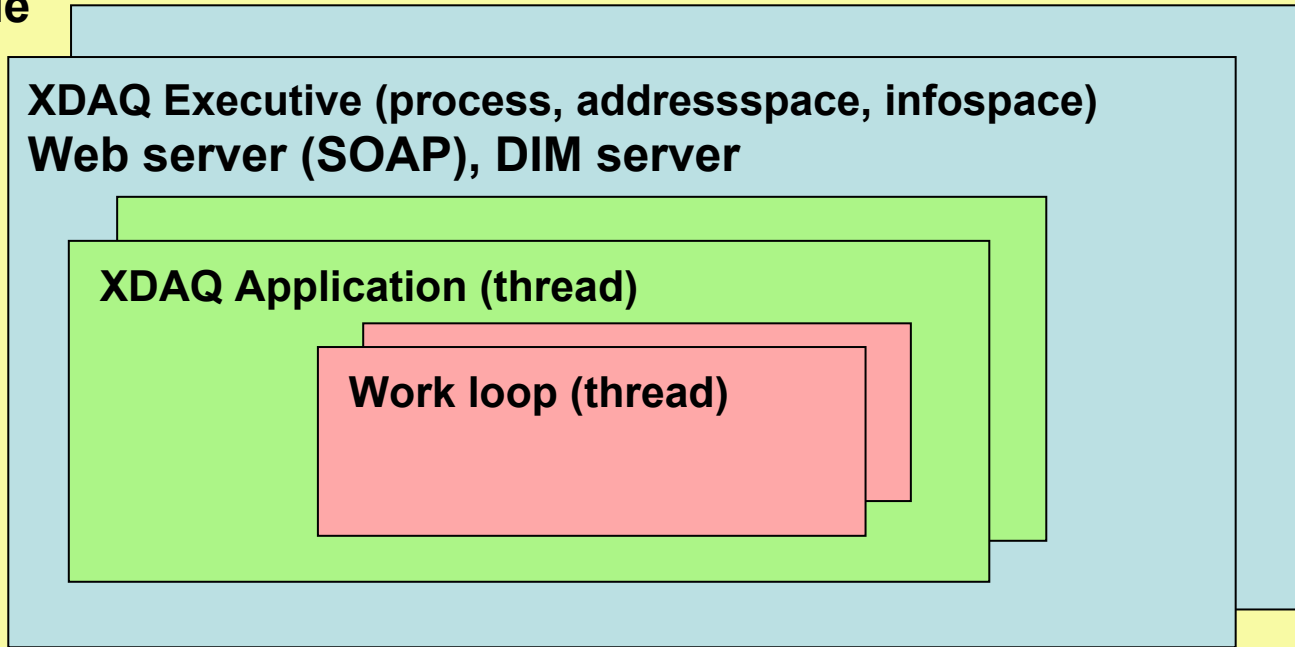 XDAQ Executive (process, addressspace, infospace)
Web server (SOAP), DIM server
XDAQ Application (thread)
Work loop (thread)